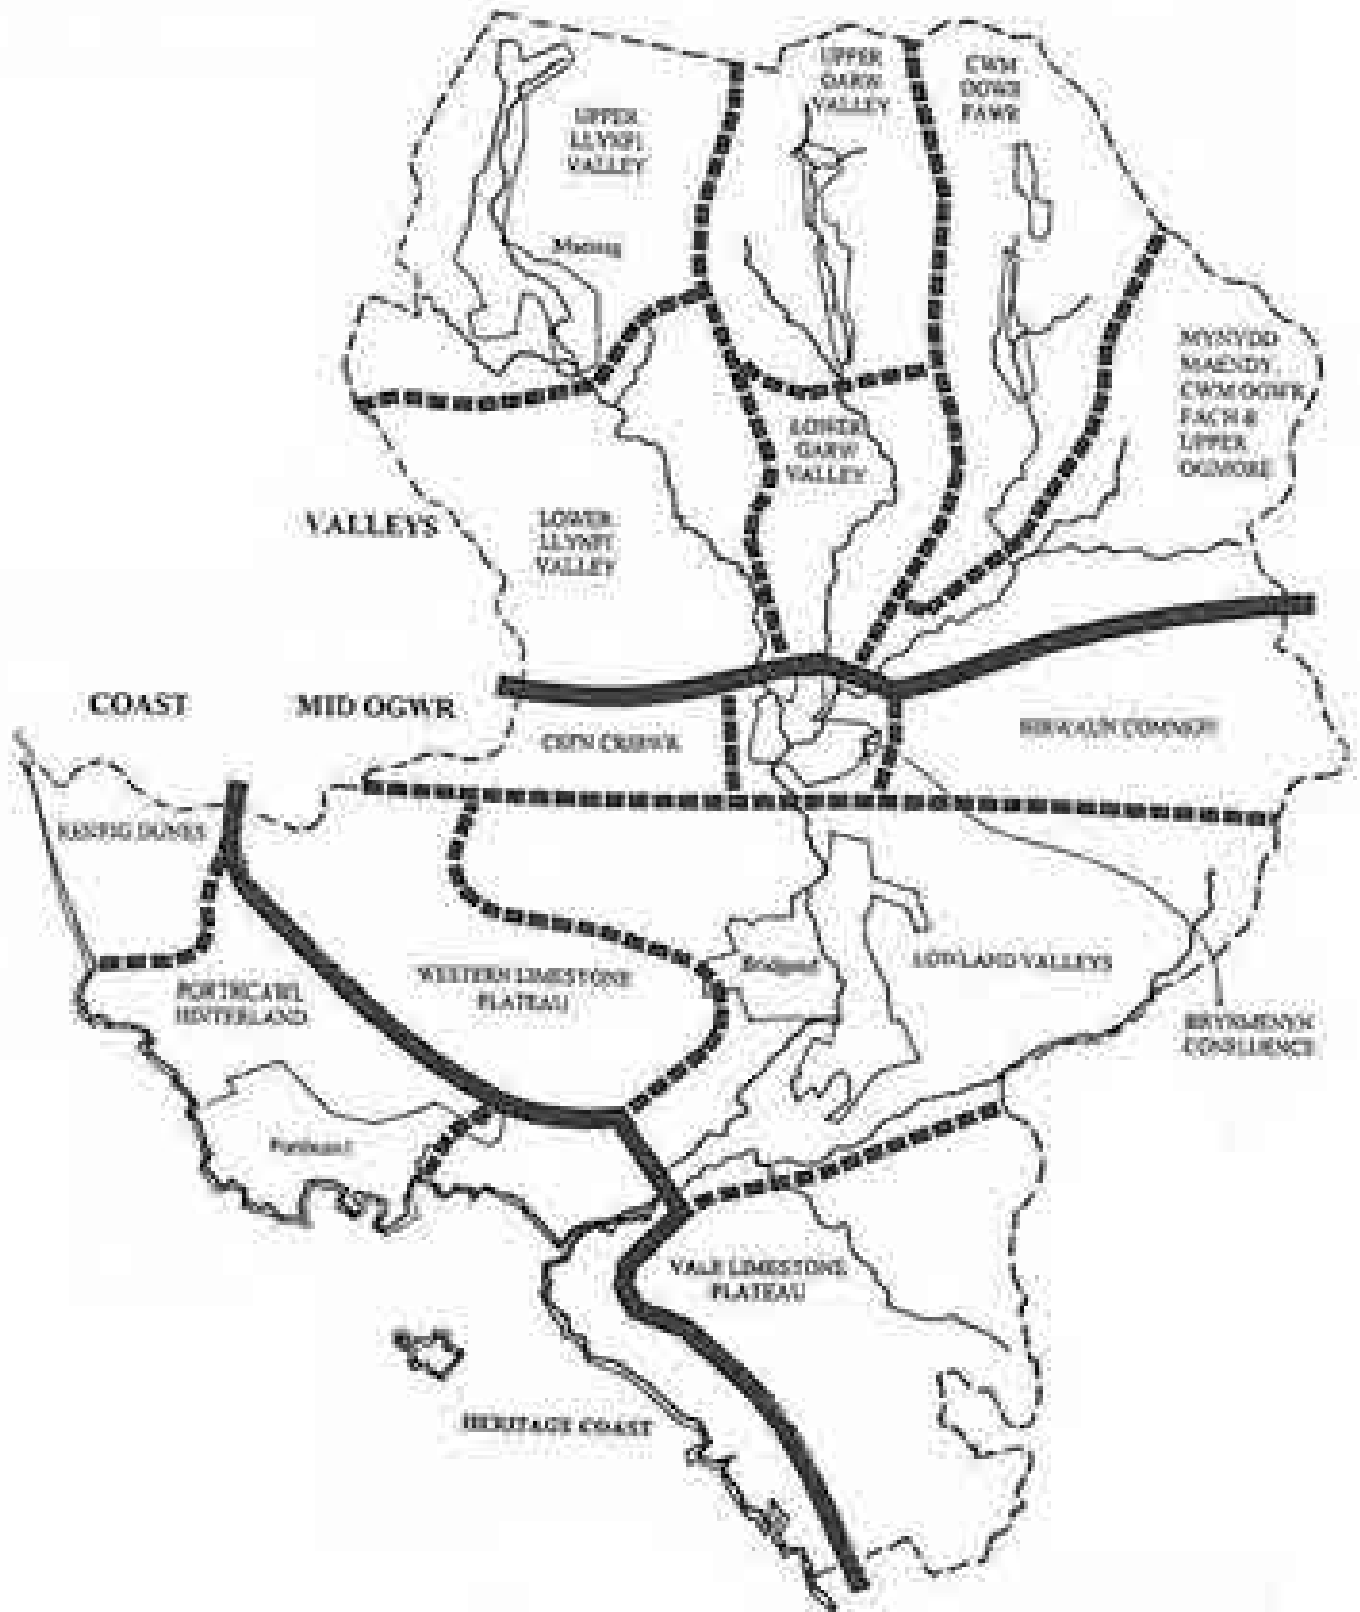 UPPER
GARW
VALLEY
CWM
OGWR
FAWR
UPPER
LLYNFI
VALLEY
Maesteg
MYNYDD
MAENDY,
CWM OGWR
FACH &
UPPER
OGMORE
LOWER
GARW
VALLEY
VALLEYS
LOWER
LLYNFI
VALLEY
COAST
MID OGWR
CEFN CRIBWR
HIRWAUN COMMON
KENFIG DUNES
WESTERN LIMESTONE
PLATEAU
Bridgend
LOWLAND VALLEYS
PORTHCAWL
HINTERLAND
BRYNMENYN
CONFLUENCE
Porthcawl
VALE LIMESTONE
PLATEAU
HERITAGE COAST